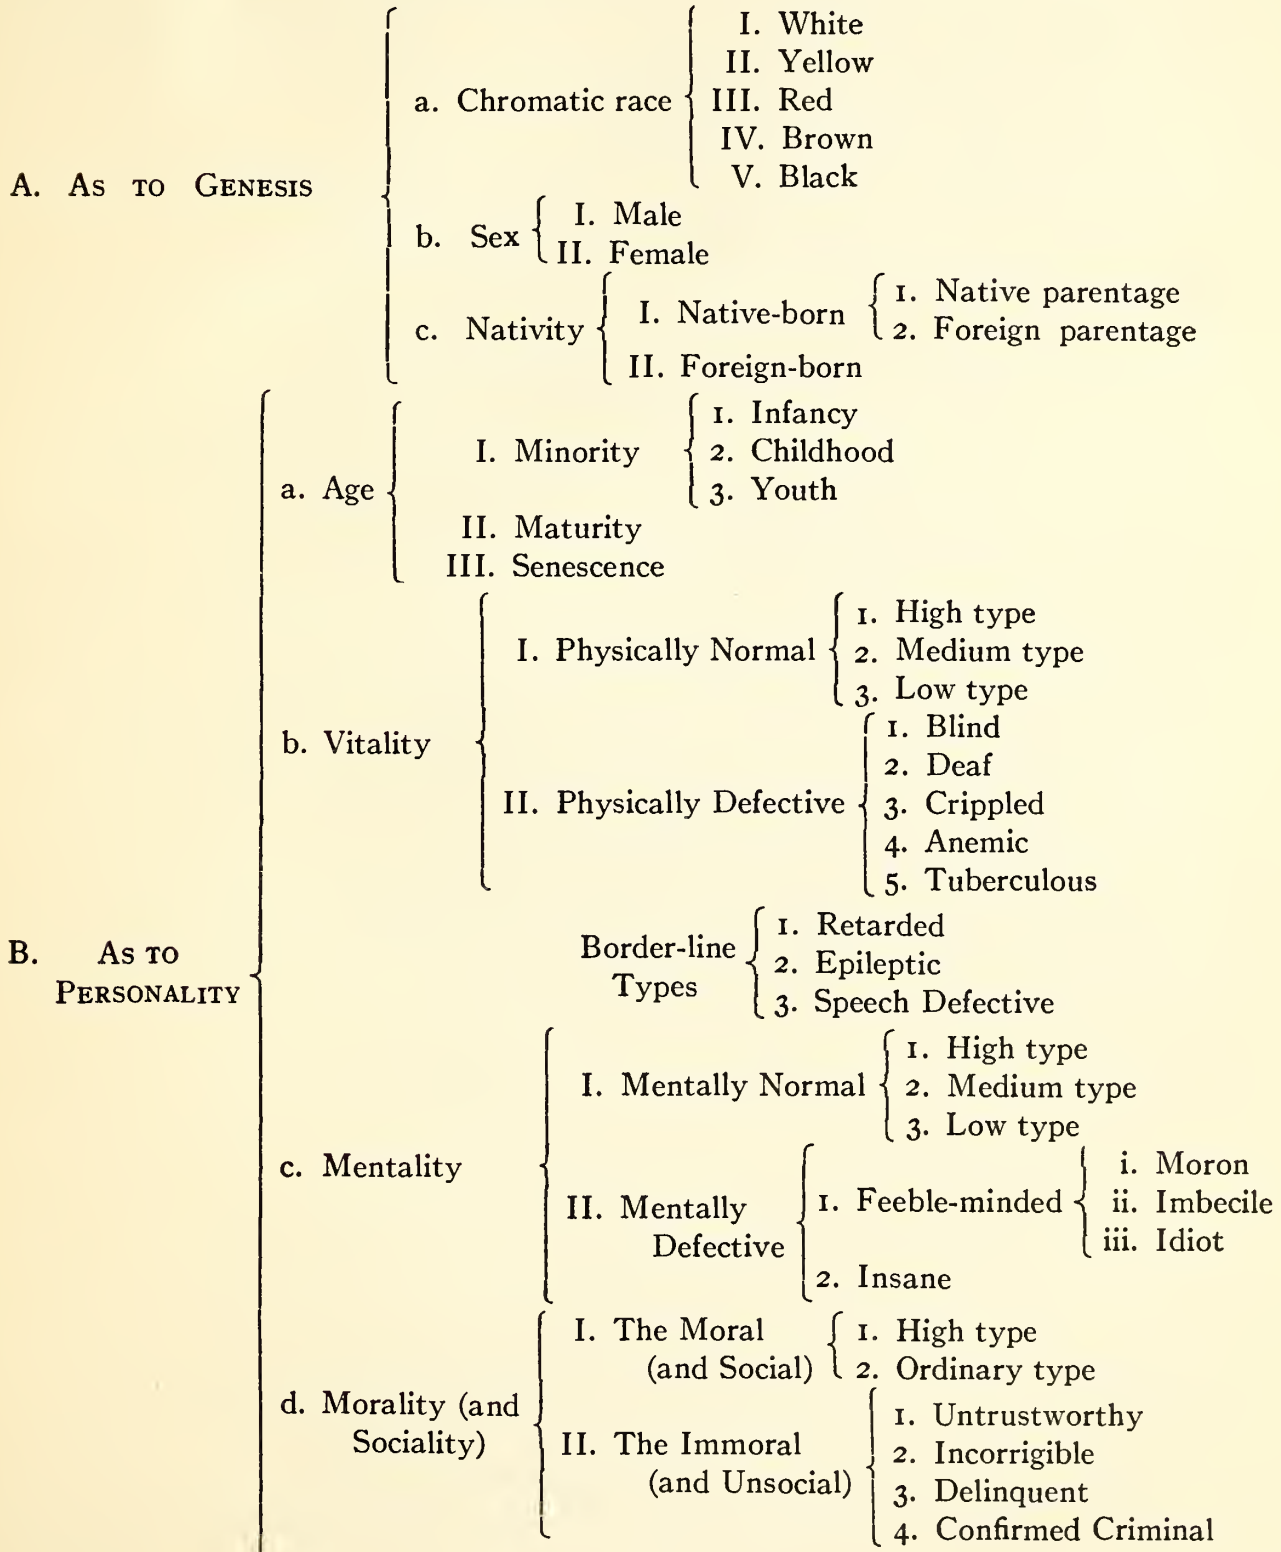 A. As to Genesis
a. Chromatic race
I. White
II. Yellow
III. Red
IV. Brown
V. Black
b. Sex
I. Male
II. Female
c. Nativity
I. Native-born
1. Native parentage
2. Foreign parentage
II. Foreign-born
B. As to
Personality
a. Age
I. Minority
1. Infancy
2. Childhood
3. Youth
II. Maturity
III. Senescence
b. Vitality
I. Physically Normal
1. High type
2. Medium type
3. Low type
II. Physically Defective
1. Blind
2. Deaf
3. Crippled
4. Anemic
5. Tuberculous
Border-line
Types
1. Retarded
2. Epileptic
3. Speech Defective
c. Mentality
I. Mentally Normal
1. High type
2. Medium type
3. Low type
II. Mentally
Defective
1. Feeble-minded
i. Moron
ii. Imbecile
iii. Idiot
2. Insane
d. Morality (and
Sociality)
I. The Moral
(and Social)
1. High type
2. Ordinary type
II. The Immoral
(and Unsocial)
1. Untrustworthy
2. Incorrigible
3. Delinquent
4. Confirmed Criminal